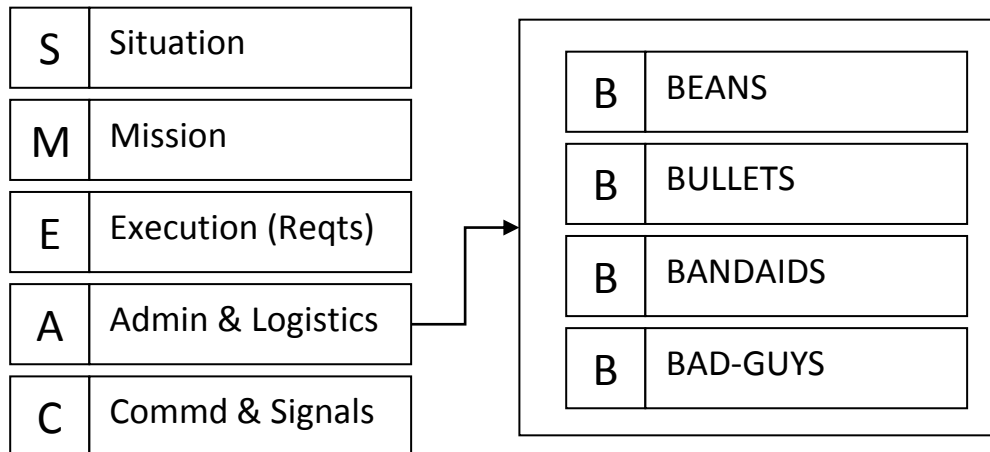 S Situation
M Mission
E Execution (Reqts)
A Admin & Logistics
C Commd & Signals
B BEANS
B BULLETS
B BANDAIDS
B BAD-GUYS